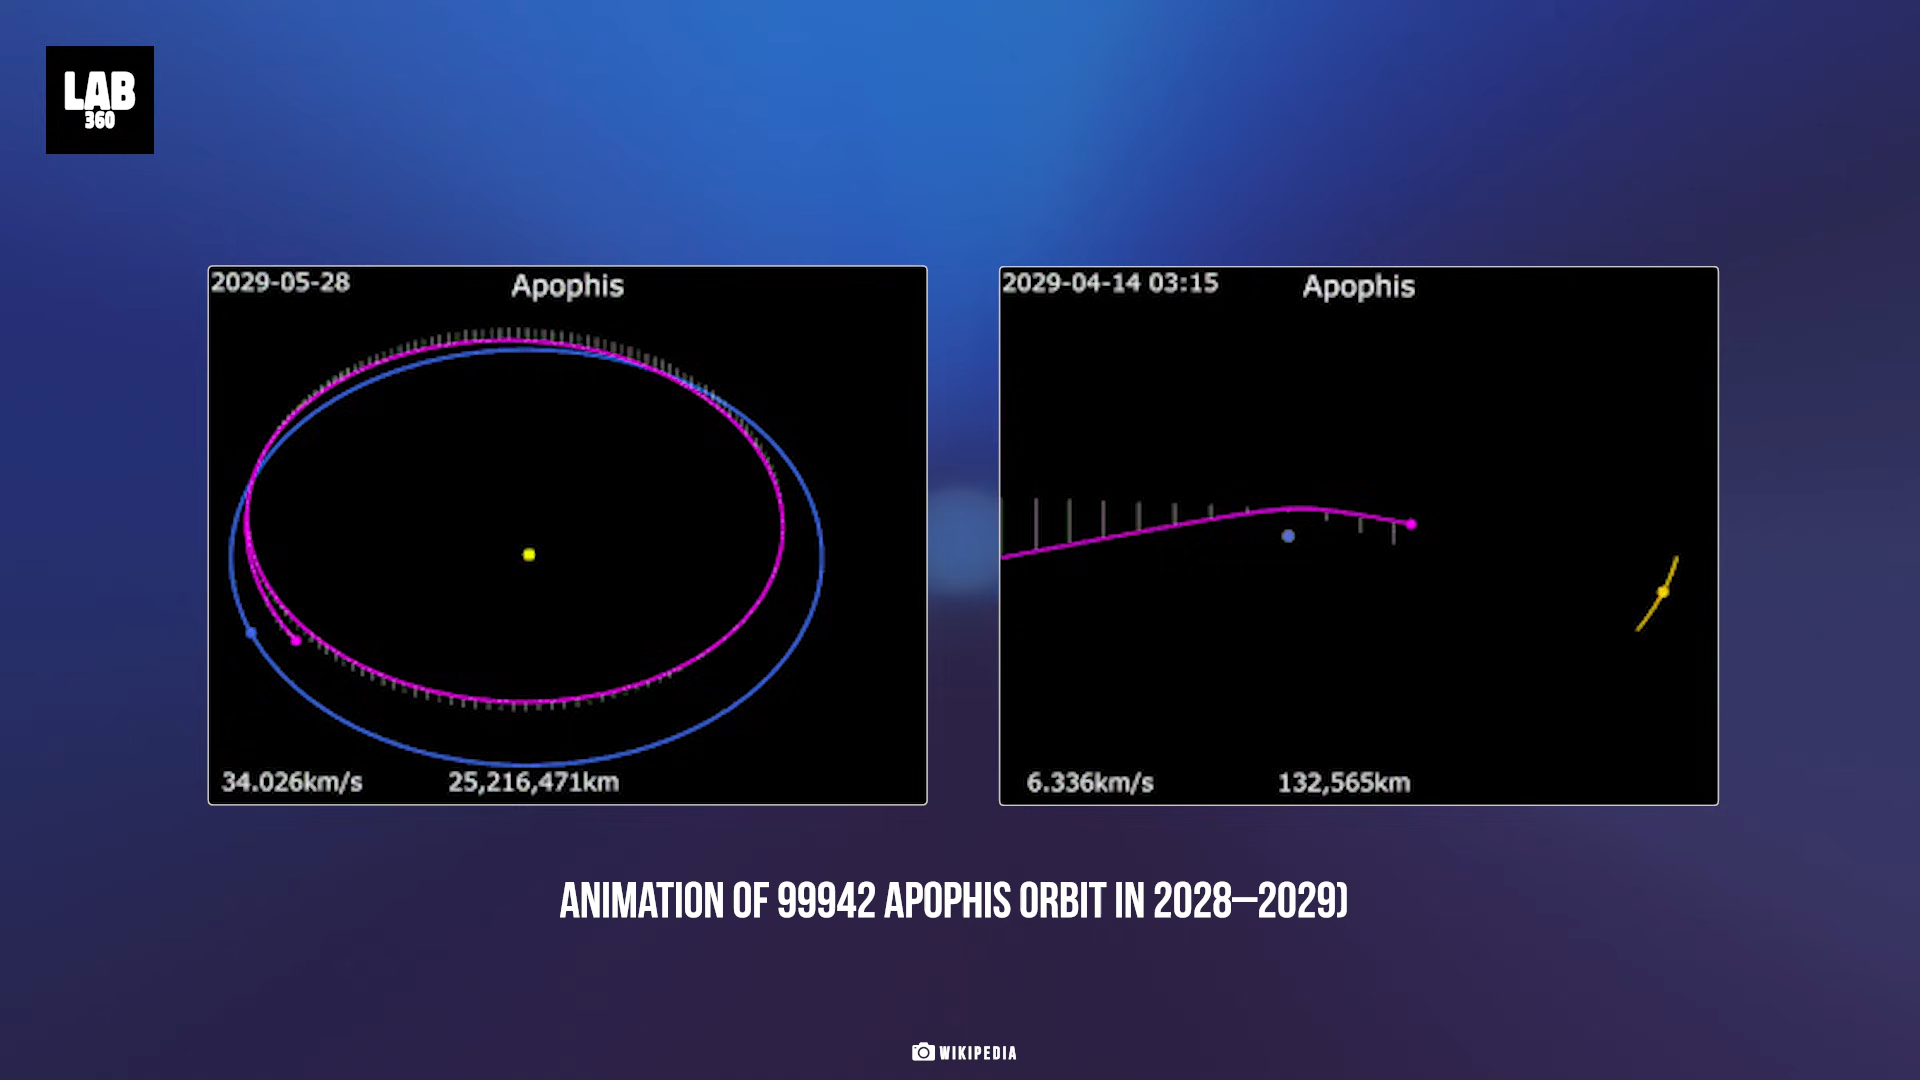 LAB
360
2029-05-28
Apophis
34.026km/s
25,216,471km
2029-04-14 03:15
Apophis
6.336km/s
132,565km
ANIMATION OF 99942 APOPHIS ORBIT IN 2028–2029)
WIKIPEDIA